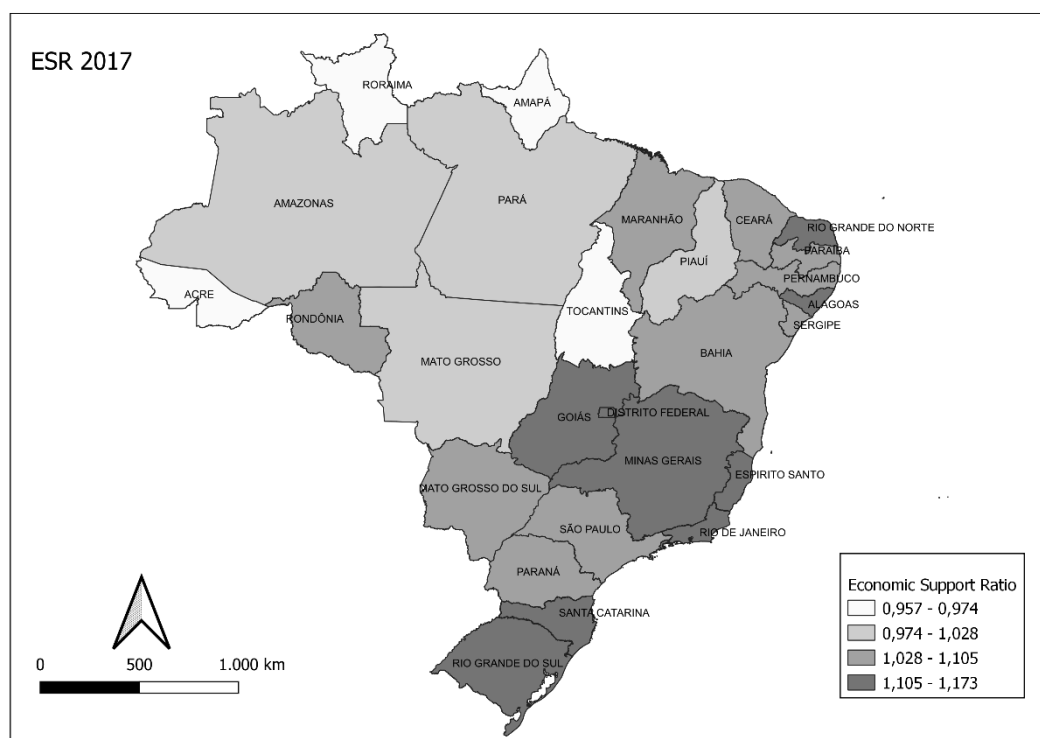 ESR 2017
RORAIMA
AMAPÁ
AMAZONAS
PARÁ
MARANHÃO
CEARÁ
RIO GRANDE DO NORTE
PARAÍBA
PIAUÍ
PERNAMBUCO
ACRE
ALAGOAS
TOCANTINS
RONDÔNIA
SERGIPE
BAHIA
MATO GROSSO
DISTRITO FEDERAL
GOIÁS
MINAS GERAIS
ESPIRITO SANTO
MATO GROSSO DO SUL
SÃO PAULO
RIO DE JANEIRO
PARANÁ
SANTA CATARINA
RIO GRANDE DO SUL
Economic Support Ratio
0,957 - 0,974
0,974 - 1,028
1,028 - 1,105
1,105 - 1,173
0 500 1.000 km